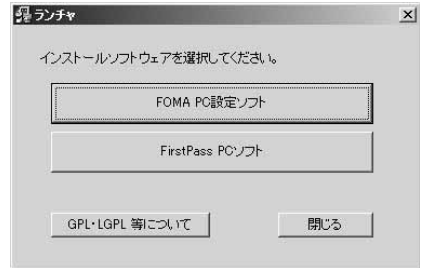 ランチャ
インストールソフトウェアを選択してください。
FOMA PC設定ソフト
FirstPass PCソフト
GPL・LGPL 等について
閉じる